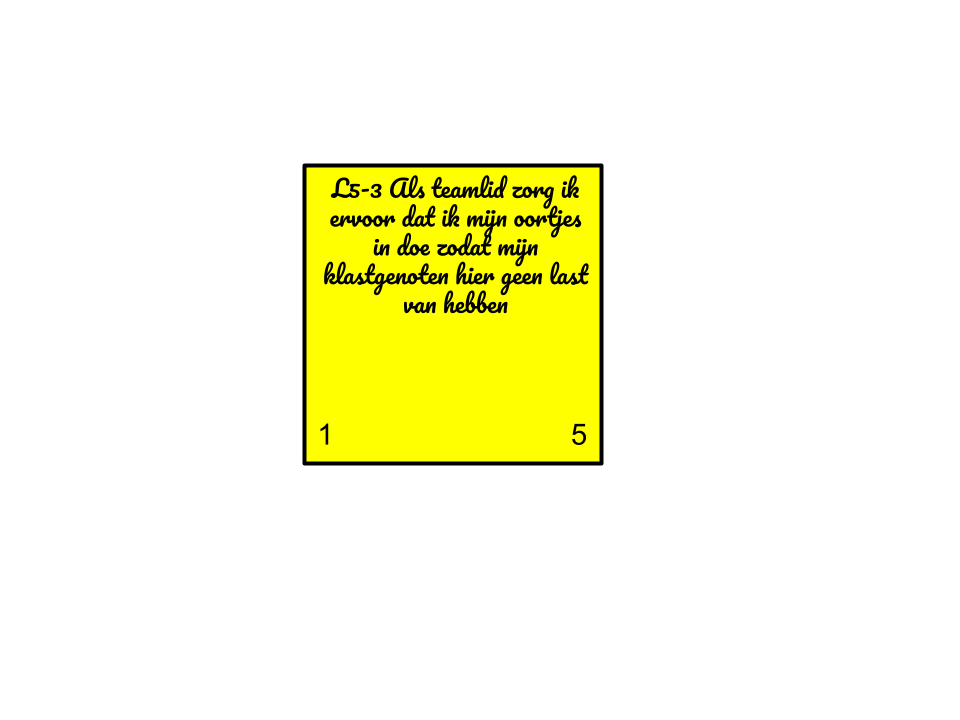 L5-3 Als teamlid zorg ik
ervoor dat ik mijn oortjes
in doe zodat mijn
klastgenoten hier geen last
van hebben
1 5